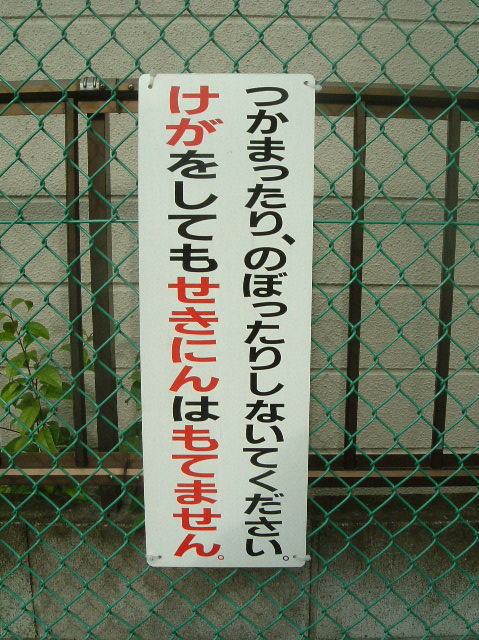 つかまったり、のぼったりしないでください。
けがをしてもせきにんはもてません。